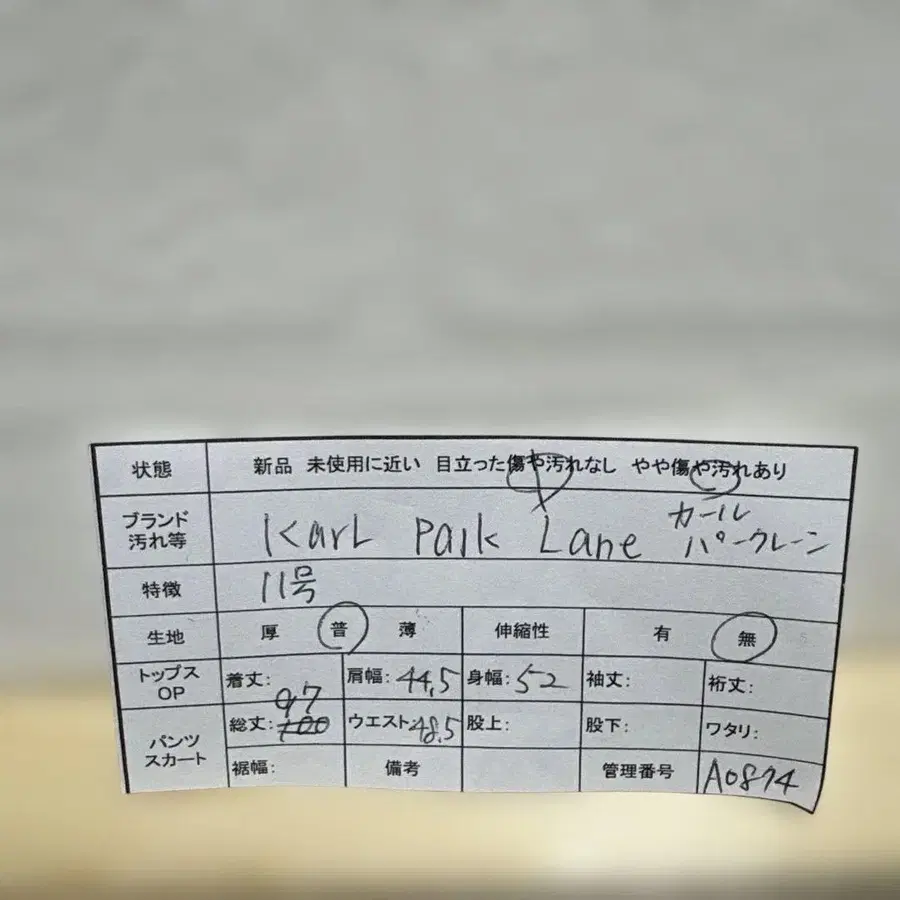 状態 新品 未使用に近い 目立った傷や汚れなし やや傷や汚れあり
ブランド 汚れ等 Karl Park Lane カールパークレーン
特徴 11号
生地 厚 普 薄 伸縮性 有 無
トップス OP 着丈: 肩幅:44.5 身幅:52 袖丈: 裄丈:
パンツ スカート 総丈:100 97 ウエスト:48.5 股上: 股下: ワタリ:
裾幅: 備考 管理番号 A0874